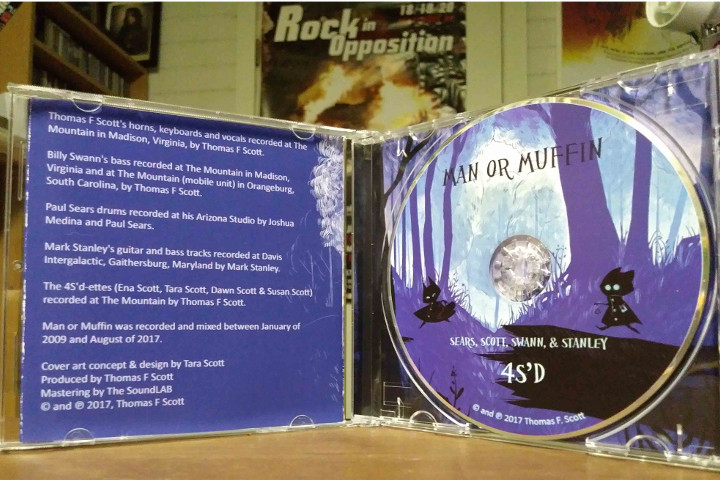 Rock in
Opposition
Thomas F Scott's horns, keyboards and vocals recorded at The
Mountain in Madison, Virginia, by Thomas F Scott.
Billy Swann's bass recorded at The Mountain in Madison,
Virginia and at The Mountain (mobile unit) in Orangeburg,
South Carolina, by Thomas F Scott.
Paul Sears drums recorded at his Arizona Studio by Joshua
Medina and Paul Sears.
Mark Stanley's guitar and bass tracks recorded at Davis
Intergalactic, Gaithersburg, Maryland by Mark Stanley.
The 4S'd-ettes (Ena Scott, Tara Scott, Dawn Scott & Susan Scott)
recorded at The Mountain by Thomas F Scott.
Man or Muffin was recorded and mixed between January of
2009 and August of 2017.
Cover art concept & design by Tara Scott
Produced by Thomas F Scott
Mastering by The SoundLAB
© and ℗ 2017, Thomas F Scott
MAN OR MUFFIN
SEARS, SCOTT, SWANN, & STANLEY
4S'D
© and ℗ 2017 Thomas F. Scott